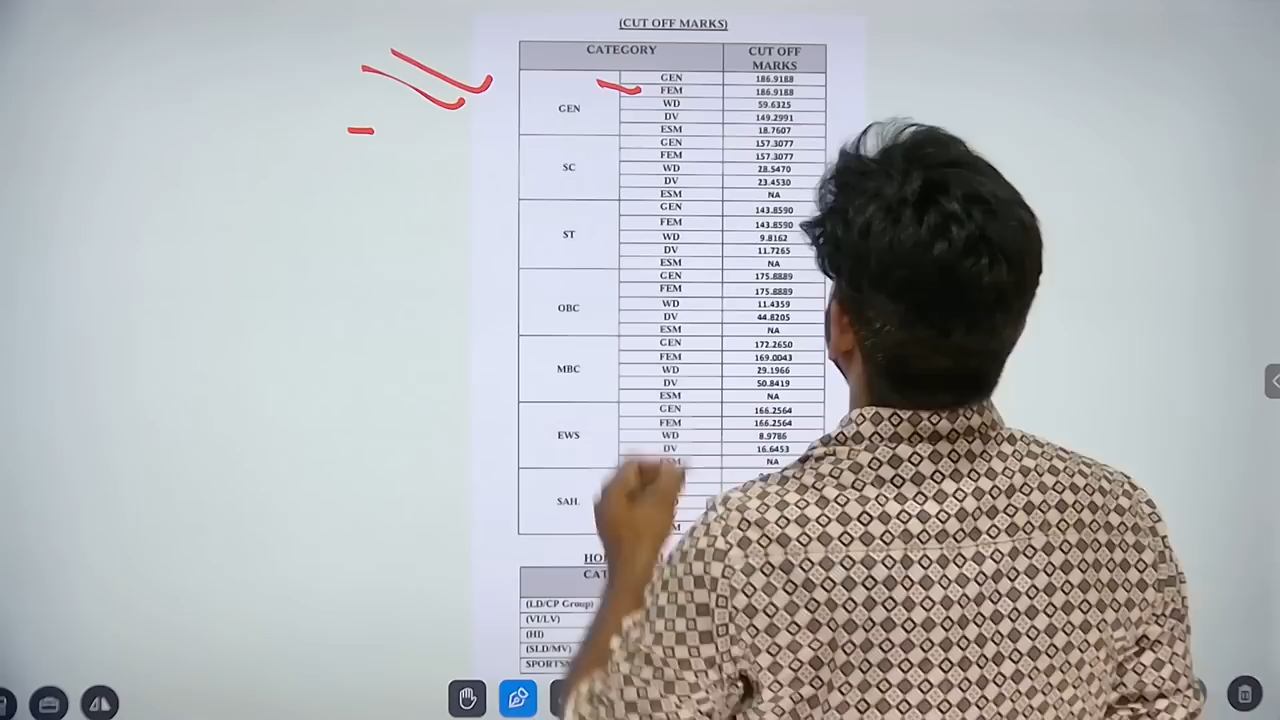 (CUT OFF MARKS)
CATEGORY CUT OFF MARKS
GEN GEN 186.9188
FEM 186.9188
WD 59.6325
DV 149.2991
ESM 18.7607
SC GEN 157.3077
FEM 157.3077
WD 28.5470
DV 23.4530
ESM NA
ST GEN 143.8590
FEM 143.8590
WD 9.8162
DV 11.7265
ESM NA
OBC GEN 175.8889
FEM 175.8889
WD 11.4359
DV 44.8205
ESM NA
MBC GEN 172.2650
FEM 169.0043
WD 29.1966
DV 50.8419
ESM NA
EWS GEN 166.2564
FEM 166.2564
WD 8.9786
DV 16.6453
ESM NA
SAHL
(LD/CP Group)
(VI/LV)
(HI)
(SLD/MV)